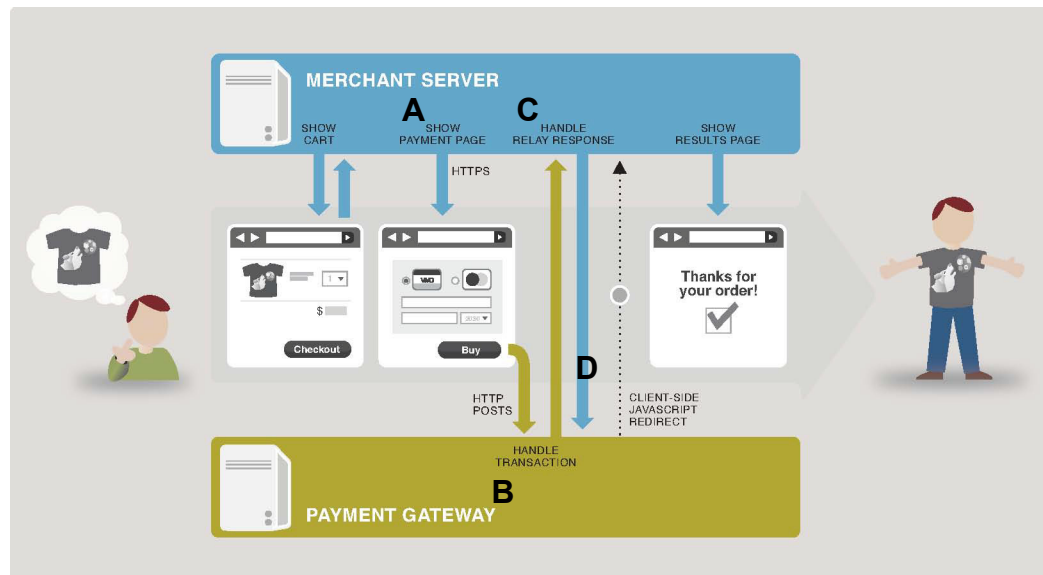 MERCHANT SERVER
A
C
SHOW
CART
SHOW
PAYMENT PAGE
HANDLE
RELAY RESPONSE
SHOW
RESULTS PAGE
HTTPS
1
$
Checkout
Buy
Thanks for
your order!
D
HTTP
POSTS
CLIENT-SIDE
JAVASCRIPT
REDIRECT
HANDLE
TRANSACTION
B
PAYMENT GATEWAY